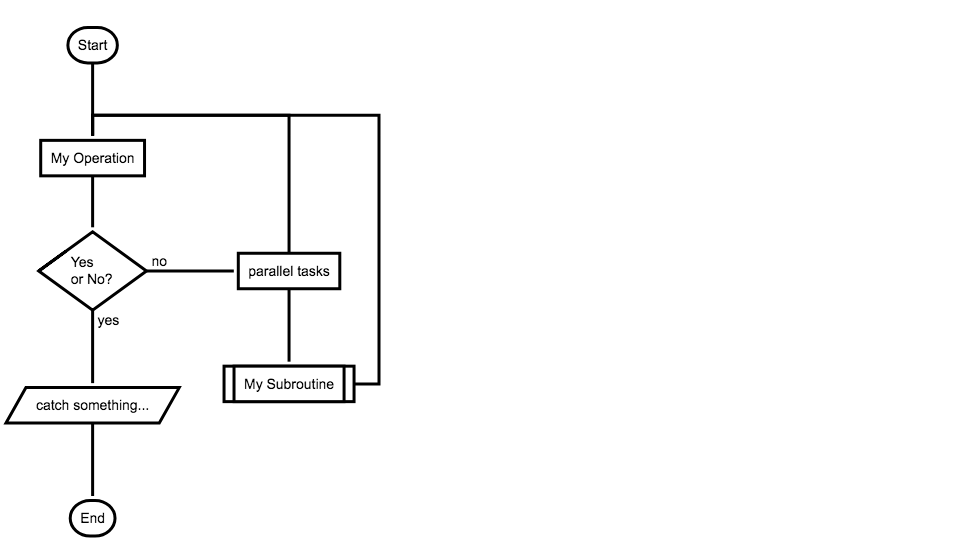 Start
My Operation
Yes
or No?
no
parallel tasks
yes
My Subroutine
catch something...
End